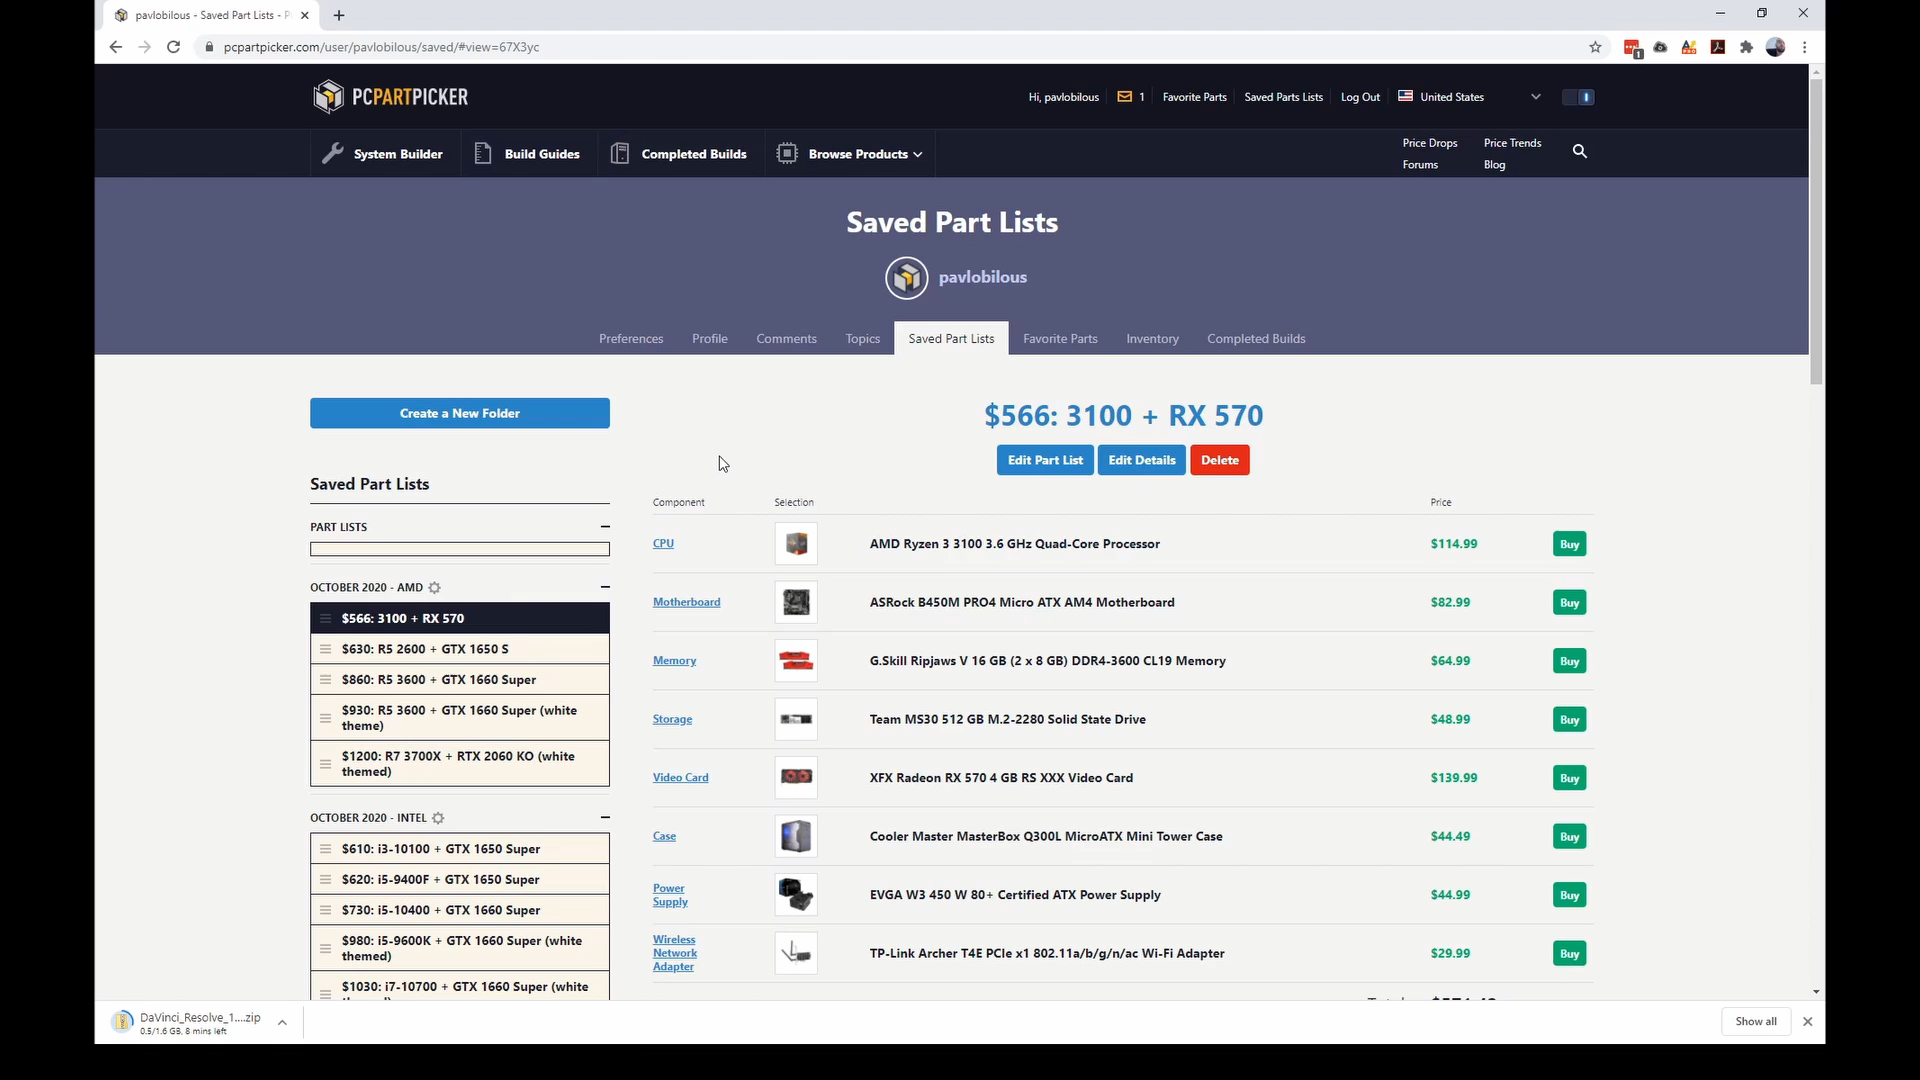 pavlobilous - Saved Part Lists - P
pcpartpicker.com/user/pavlobilous/saved/#view=67X3yc
1
PCPARTPICKER
Hi, pavlobilous 1 Favorite Parts Saved Parts Lists Log Out United States
System Builder Build Guides Completed Builds Browse Products
Price Drops Price Trends
Forums Blog
Saved Part Lists
pavlobilous
Preferences Profile Comments Topics Saved Part Lists Favorite Parts Inventory Completed Builds
Create a New Folder
Saved Part Lists
PART LISTS
OCTOBER 2020 - AMD
$566: 3100 + RX 570
$630: R5 2600 + GTX 1650 S
$860: R5 3600 + GTX 1660 Super
$930: R5 3600 + GTX 1660 Super (white
theme)
$1200: R7 3700X + RTX 2060 KO (white
themed)
OCTOBER 2020 - INTEL
$610: i3-10100 + GTX 1650 Super
$620: i5-9400F + GTX 1650 Super
$730: i5-10400 + GTX 1660 Super
$980: i5-9600K + GTX 1660 Super (white
themed)
$1030: i7-10700 + GTX 1660 Super (white
$566: 3100 + RX 570
Edit Part List Edit Details Delete
Component Selection Price
CPU AMD Ryzen 3 3100 3.6 GHz Quad-Core Processor $114.99 Buy
Motherboard ASRock B450M PRO4 Micro ATX AM4 Motherboard $82.99 Buy
Memory G.Skill Ripjaws V 16 GB (2 x 8 GB) DDR4-3600 CL19 Memory $64.99 Buy
Storage Team MS30 512 GB M.2-2280 Solid State Drive $48.99 Buy
Video Card XFX Radeon RX 570 4 GB RS XXX Video Card $139.99 Buy
Case Cooler Master MasterBox Q300L MicroATX Mini Tower Case $44.49 Buy
Power
Supply EVGA W3 450 W 80+ Certified ATX Power Supply $44.99 Buy
Wireless
Network
Adapter TP-Link Archer T4E PCIe x1 802.11a/b/g/n/ac Wi-Fi Adapter $29.99 Buy
DaVinci_Resolve_1....zip
0.5/1.6 GB, 8 mins left
Show all